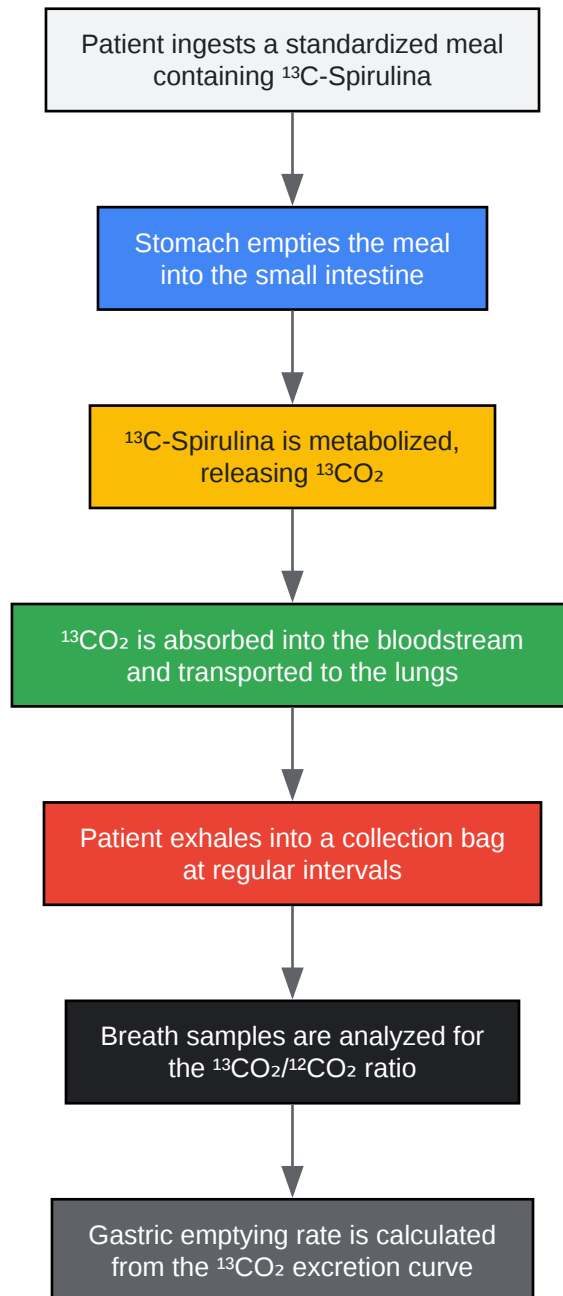 Patient ingests a standardized meal
containing ¹³C-Spirulina
Stomach empties the meal
into the small intestine
¹³C-Spirulina is metabolized,
releasing ¹³CO₂
¹³CO₂ is absorbed into the bloodstream
and transported to the lungs
Patient exhales into a collection bag
at regular intervals
Breath samples are analyzed for
the ¹³CO₂/¹²CO₂ ratio
Gastric emptying rate is calculated
from the ¹³CO₂ excretion curve